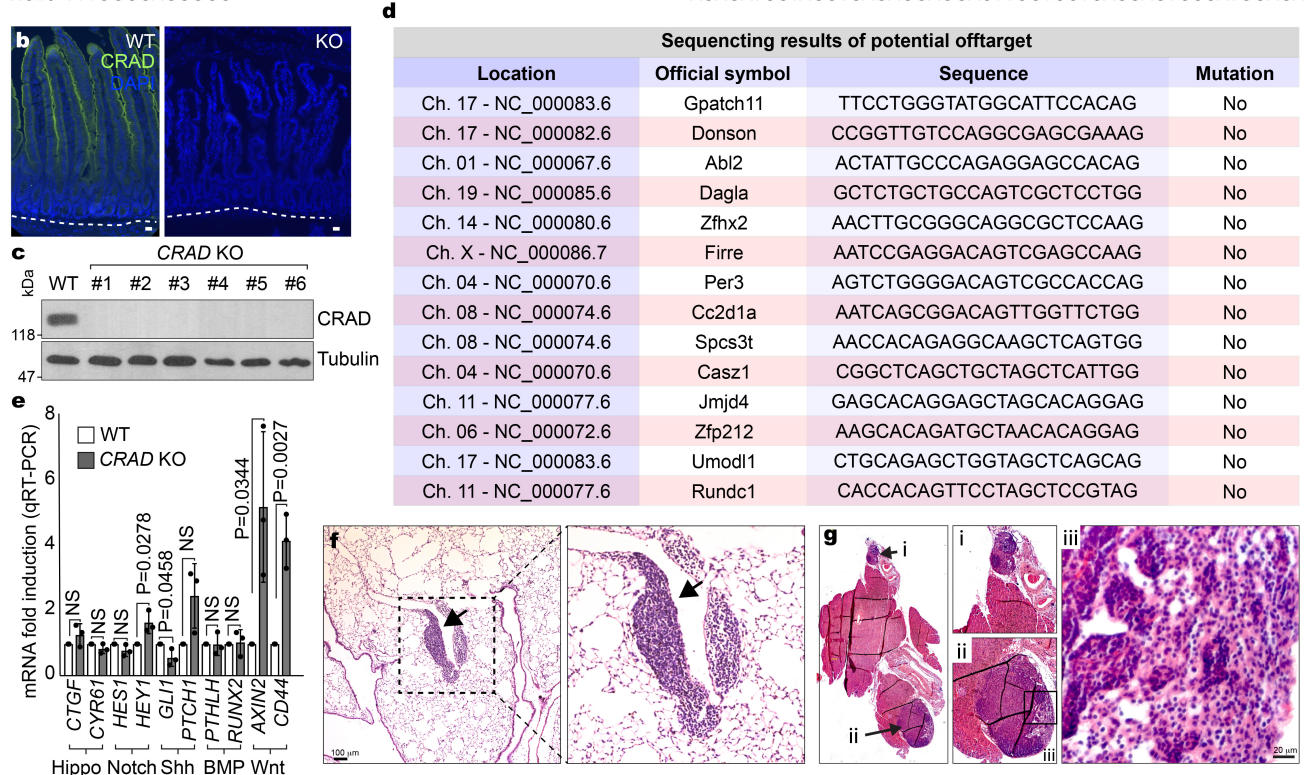 d
b
WT
CRAD
DAPI
KO
Sequencting results of potential offtarget
Location Official symbol Sequence Mutation
Ch. 17 - NC_000083.6 Gpatch11 TTCCTGGGTATGGCATTCCACAG No
Ch. 17 - NC_000082.6 Donson CCGGTTGTCCAGGCGAGCGAAAG No
Ch. 01 - NC_000067.6 Abl2 ACTATTGCCCAGAGGAGCCACAG No
Ch. 19 - NC_000085.6 Dagla GCTCTGCTGCCAGTCGCTCCTGG No
Ch. 14 - NC_000080.6 Zfhx2 AACTTGCGGGCAGGCGCTCCAAG No
Ch. X - NC_000086.7 Firre AATCCGAGGACAGTCGAGCCAAG No
Ch. 04 - NC_000070.6 Per3 AGTCTGGGGACAGTCGCCACCAG No
Ch. 08 - NC_000074.6 Cc2d1a AATCAGCGGACAGTTGGTTCTGG No
Ch. 08 - NC_000074.6 Spcs3t AACCACAGAGGCAAGCTCAGTGG No
Ch. 04 - NC_000070.6 Casz1 CGGCTCAGCTGCTAGCTCATTGG No
Ch. 11 - NC_000077.6 Jmjd4 GAGCACAGGAGCTAGCACAGGAG No
Ch. 06 - NC_000072.6 Zfp212 AAGCACAGATGCTAACACAGGAG No
Ch. 17 - NC_000083.6 Umodl1 CTGCAGAGCTGGTAGCTCAGCAG No
Ch. 11 - NC_000077.6 Rundc1 CACCACAGTTCCTAGCTCCGTAG No
c
CRAD KO
kDa
WT #1 #2 #3 #4 #5 #6
CRAD
118
Tubulin
47
e
mRNA fold induction (qRT-PCR)
8
6
4
2
0
WT
CRAD KO
NS
NS
NS
P=0.0278
P=0.0458
NS
NS
NS
P=0.0344
P=0.0027
CTGF CYR61 HES1 HEY1 GLI1 PTCH1 PTHLH RUNX2 AXIN2 CD44
Hippo Notch Shh BMP Wnt
f
100 μm
g
i
ii
i
ii
iii
iii
20 μm